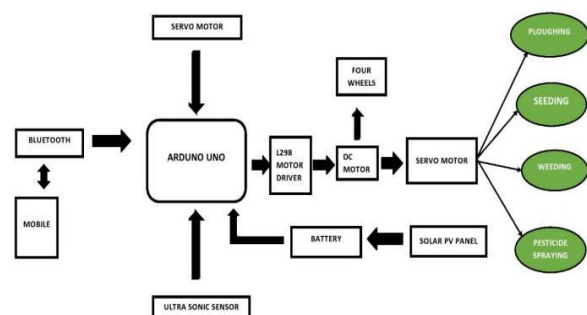 SERVO MOTOR
PLOUGHING
FOUR
WHEELS
SEEDING
BLUETOOTH
ARDUNO UNO
L298
MOTOR
DRIVER
DC
MOTOR
SERVO MOTOR
WEEDING
MOBILE
BATTERY
SOLAR PV PANEL
PESTICIDE
SPRAYING
ULTRA SONIC SENSOR